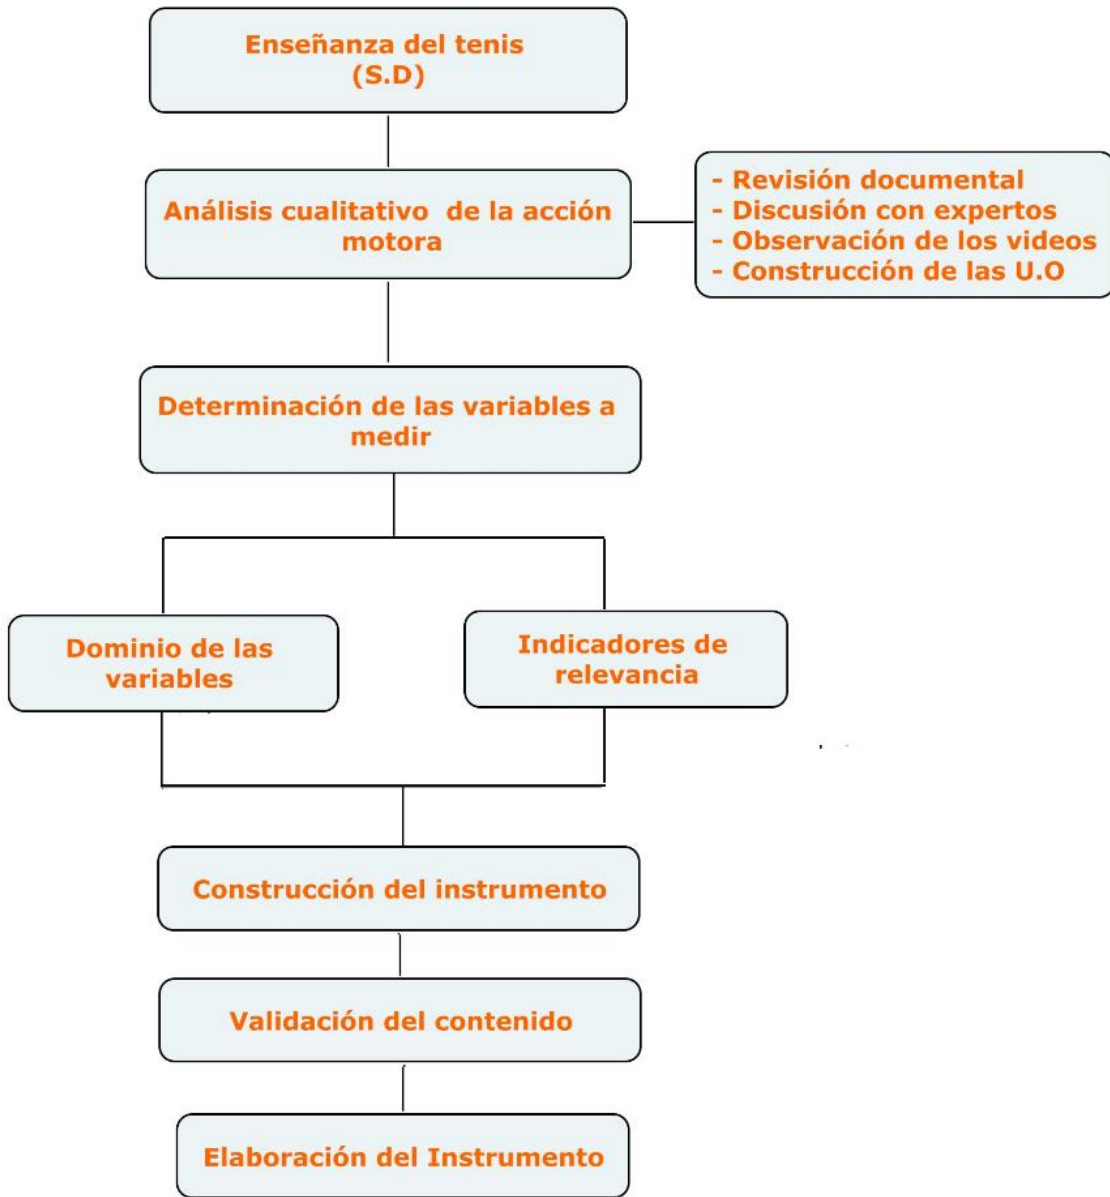 Enseñanza del tenis
(S.D)
Análisis cualitativo de la acción
motora
- Revisión documental
- Discusión con expertos
- Observación de los videos
- Construcción de las U.O
Determinación de las variables a
medir
Dominio de las
variables
Indicadores de
relevancia
Construcción del instrumento
Validación del contenido
Elaboración del Instrumento